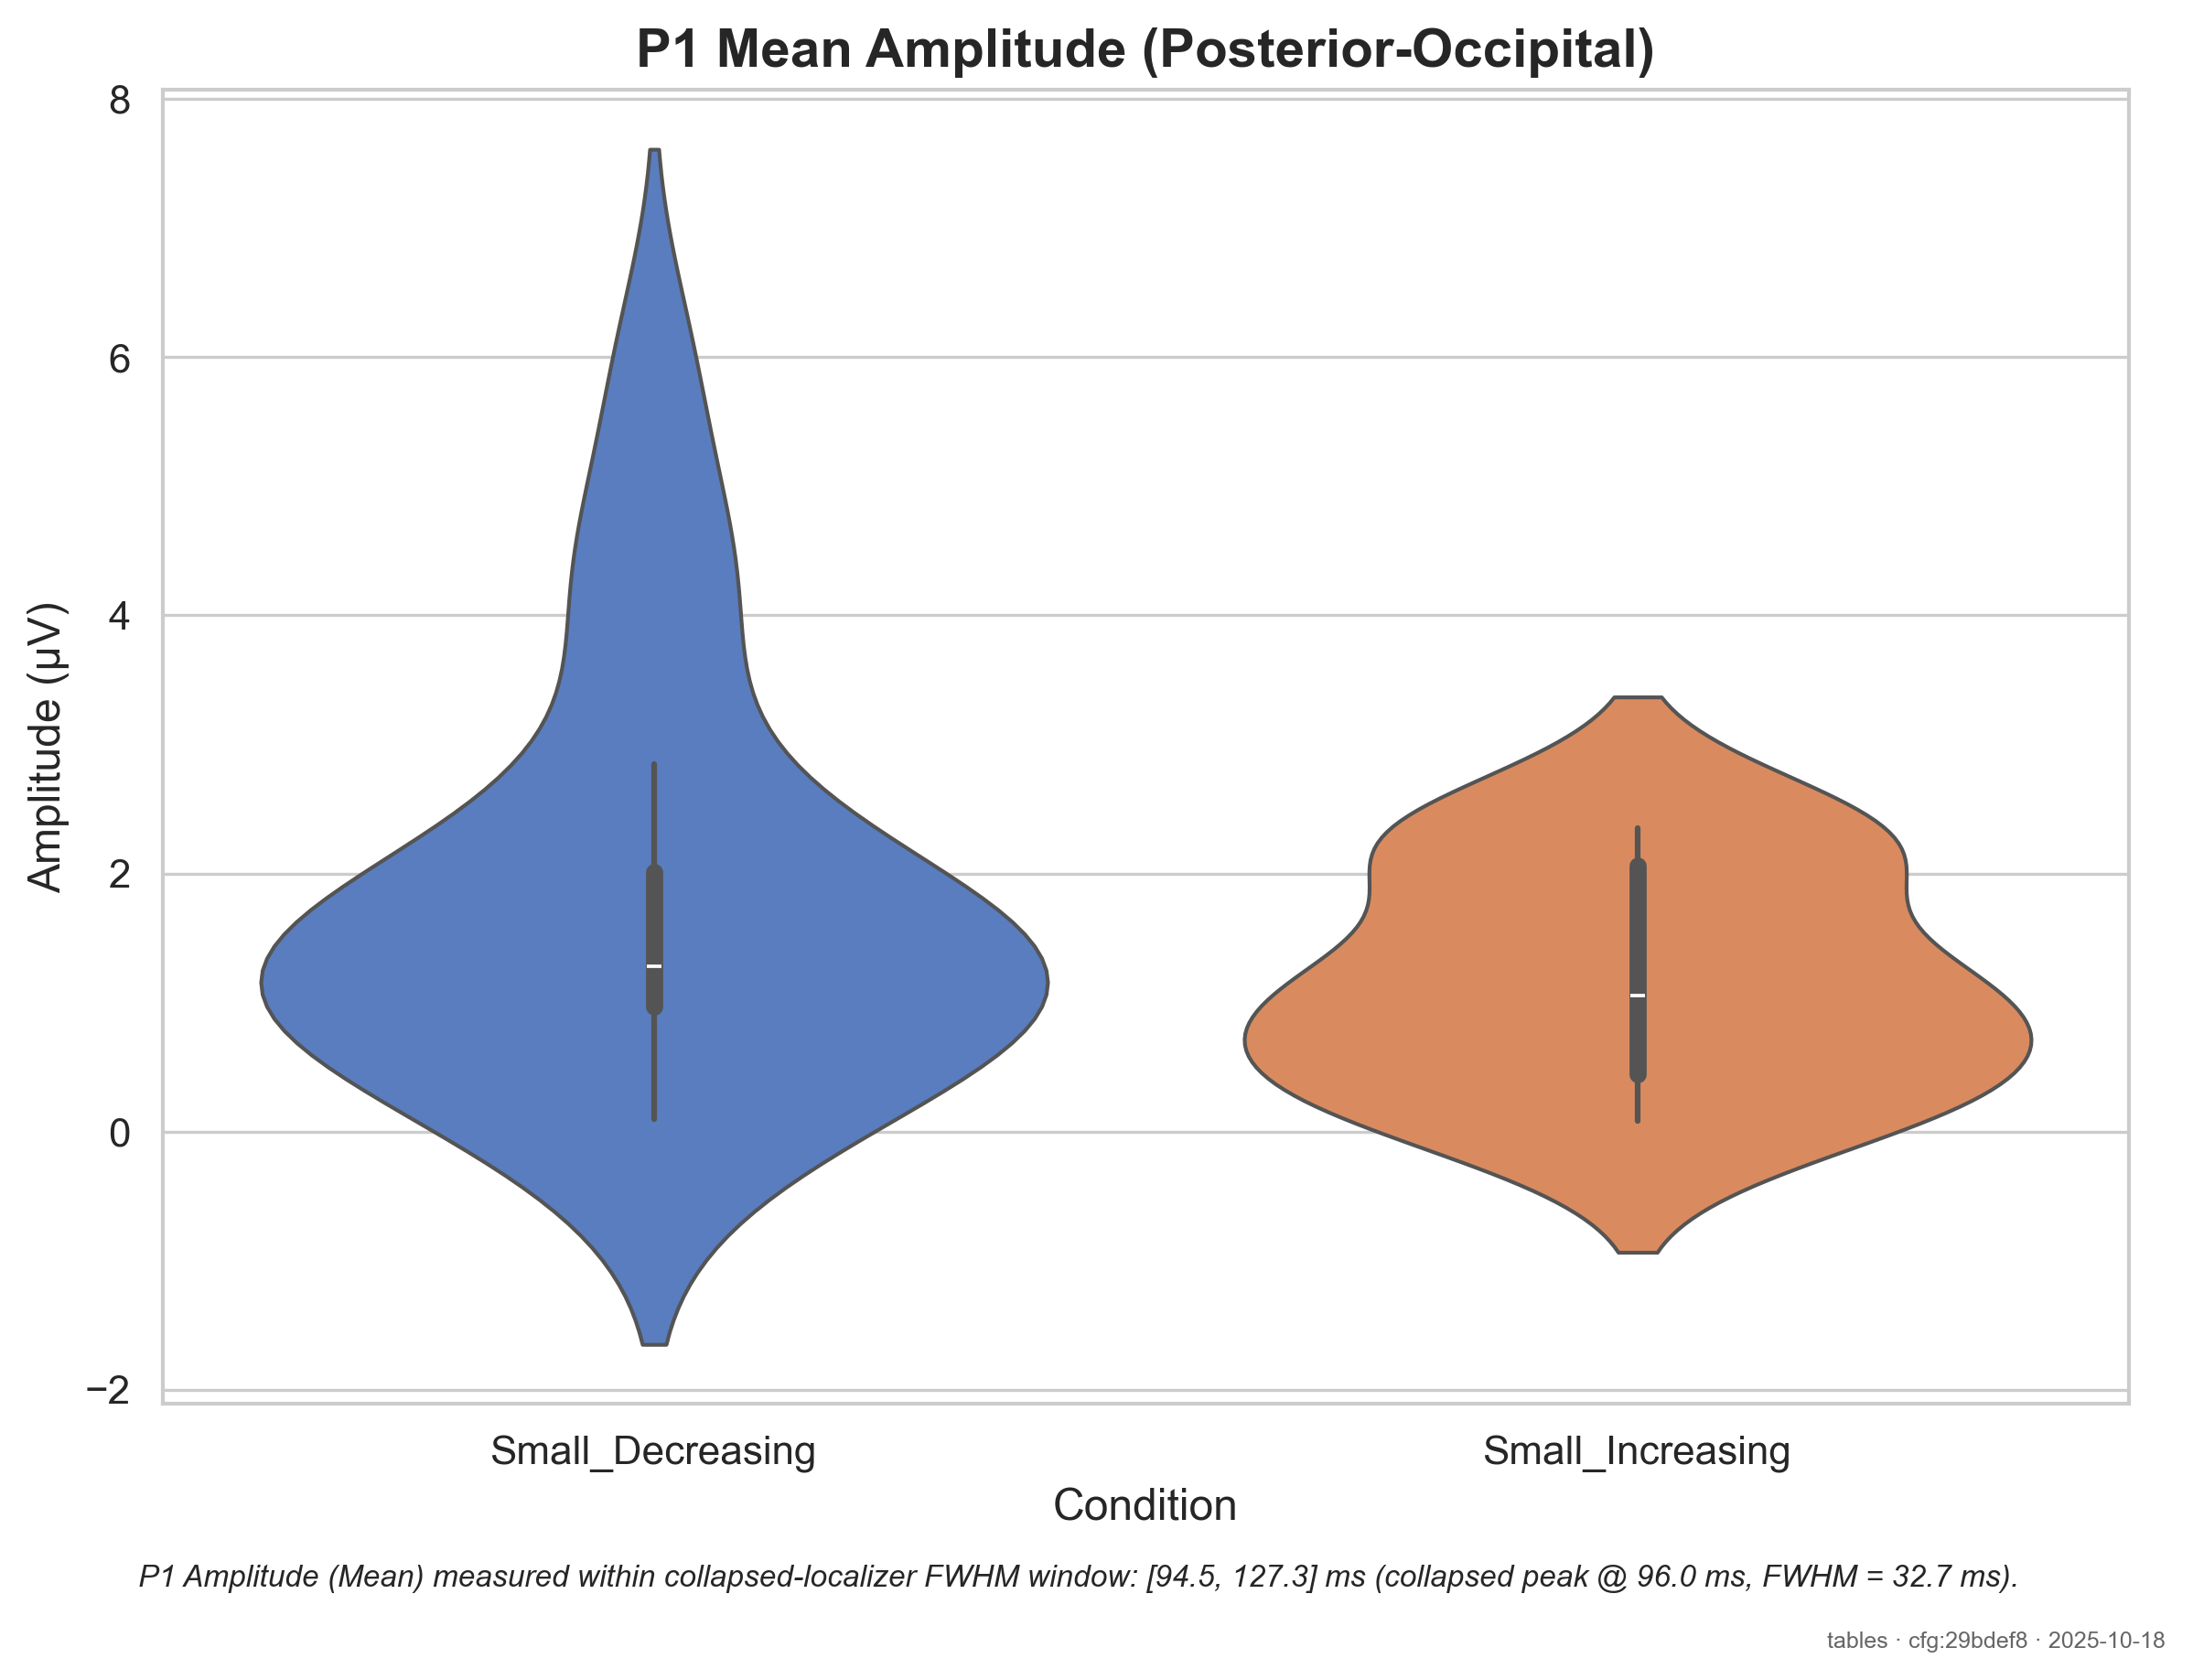 P1 Mean Amplitude (Posterior-Occipital)
Amplitude (µV)
8
6
4
2
0
−2
Small_Decreasing
Small_Increasing
Condition
P1 Amplitude (Mean) measured within collapsed-localizer FWHM window: [94.5, 127.3] ms (collapsed peak @ 96.0 ms, FWHM = 32.7 ms).
tables · cfg:29bdef8 · 2025-10-18